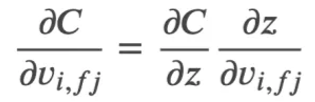 ∂C/∂v_{i,fj} = ∂C/∂z ∂z/∂v_{i,fj}